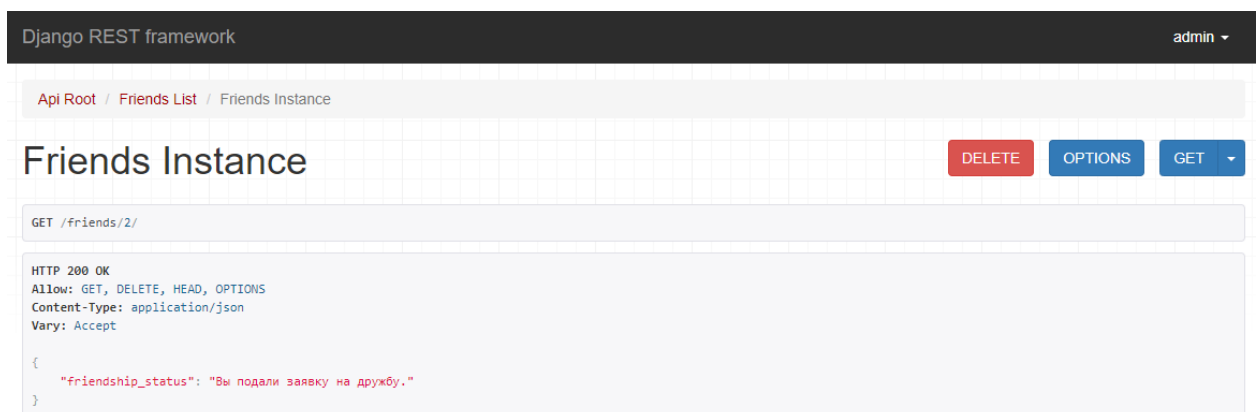 Django REST framework
admin
Api Root / Friends List / Friends Instance
Friends Instance
DELETE
OPTIONS
GET
GET /friends/2/
HTTP 200 OK
Allow: GET, DELETE, HEAD, OPTIONS
Content-Type: application/json
Vary: Accept
{
    "friendship_status": "Вы подали заявку на дружбу."
}